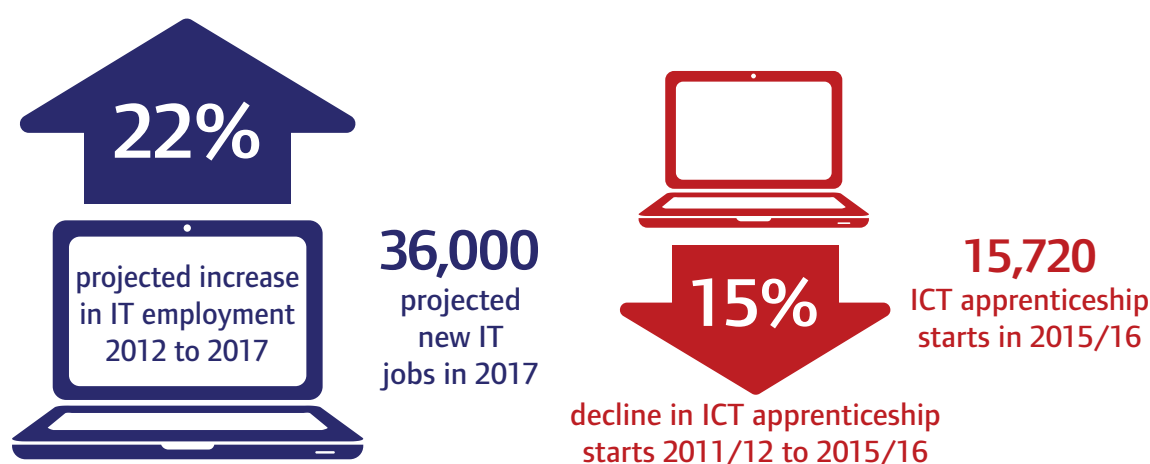 22%
projected increase
in IT employment
2012 to 2017
36,000
projected
new IT
jobs in 2017
15%
decline in ICT apprenticeship
starts 2011/12 to 2015/16
15,720
ICT apprenticeship
starts in 2015/16